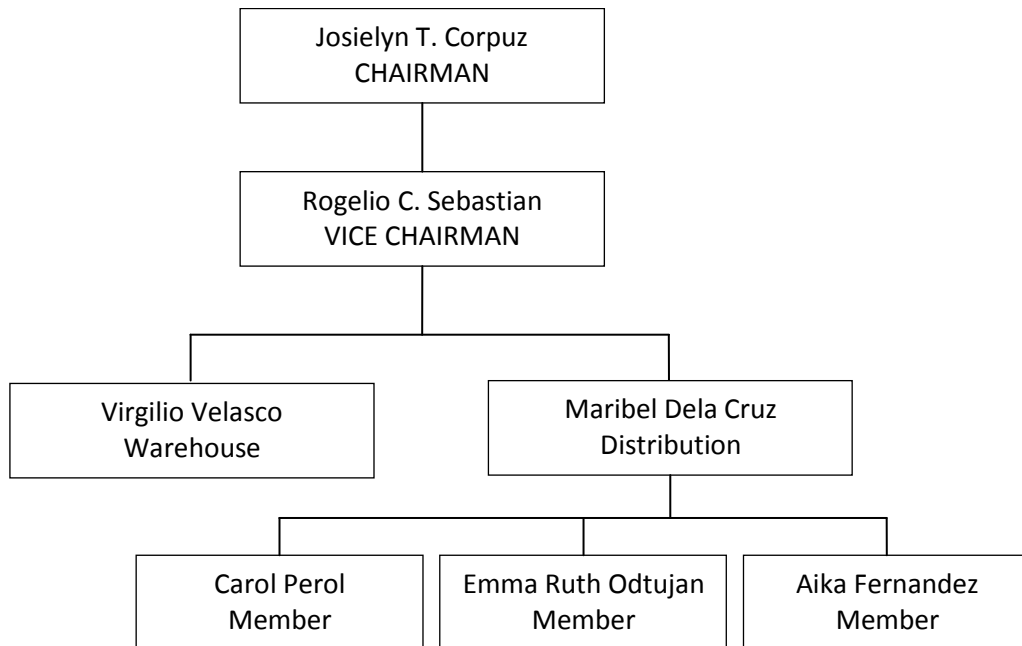 Josielyn T. Corpuz
CHAIRMAN
Rogelio C. Sebastian
VICE CHAIRMAN
Virgilio Velasco
Warehouse
Maribel Dela Cruz
Distribution
Carol Perol
Member
Emma Ruth Odtujan
Member
Aika Fernandez
Member